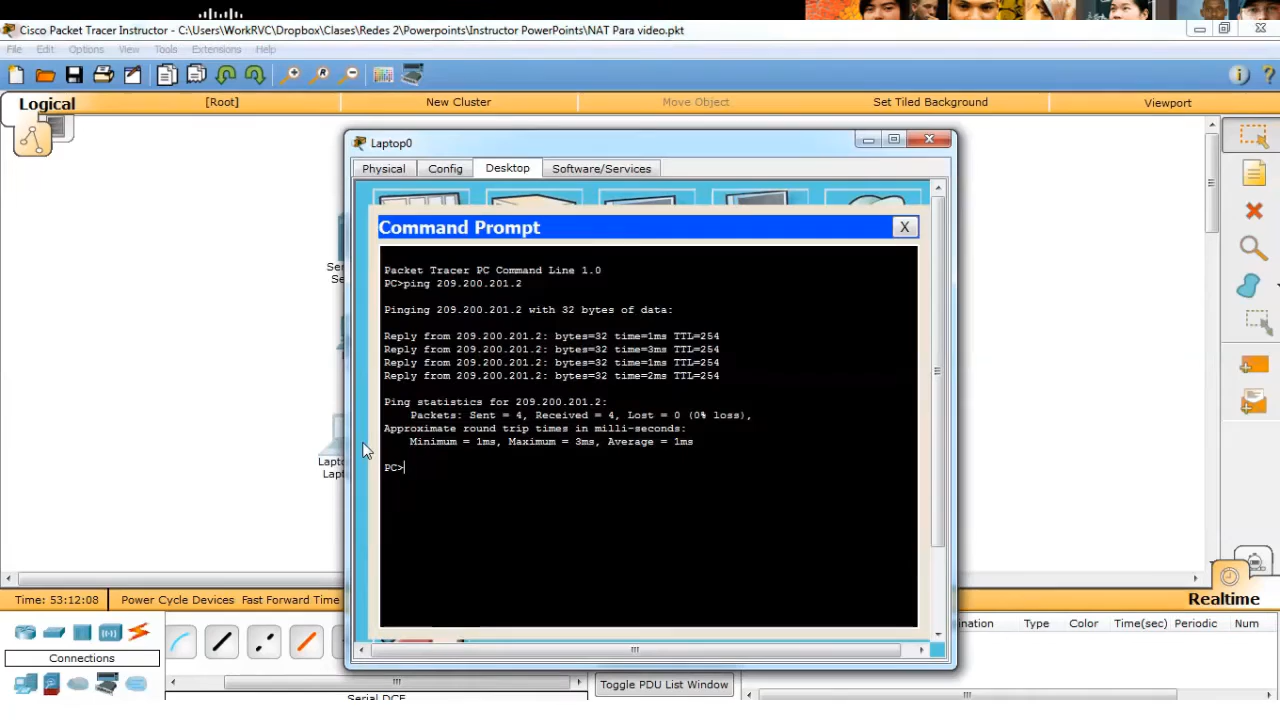 Cisco Packet Tracer Instructor - C:\Users\WorkRVC\Dropbox\Clases\Redes 2\Powerpoints\Instructor PowerPoints\NAT Para video.pkt
File Edit Options View Tools Extensions Help
Logical [Root] New Cluster Move Object Set Tiled Background Viewport
Laptop0
Physical Config Desktop Software/Services
Command Prompt X
Packet Tracer PC Command Line 1.0
PC>ping 209.200.201.2
Pinging 209.200.201.2 with 32 bytes of data:
Reply from 209.200.201.2: bytes=32 time=1ms TTL=254
Reply from 209.200.201.2: bytes=32 time=3ms TTL=254
Reply from 209.200.201.2: bytes=32 time=1ms TTL=254
Reply from 209.200.201.2: bytes=32 time=2ms TTL=254
Ping statistics for 209.200.201.2:
Packets: Sent = 4, Received = 4, Lost = 0 (0% loss),
Approximate round trip times in milli-seconds:
Minimum = 1ms, Maximum = 3ms, Average = 1ms
PC>
Time: 53:12:08 Power Cycle Devices Fast Forward Time
Realtime
Type Color Time(sec) Periodic Num
Connections
Toggle PDU List Window
Serial DCE